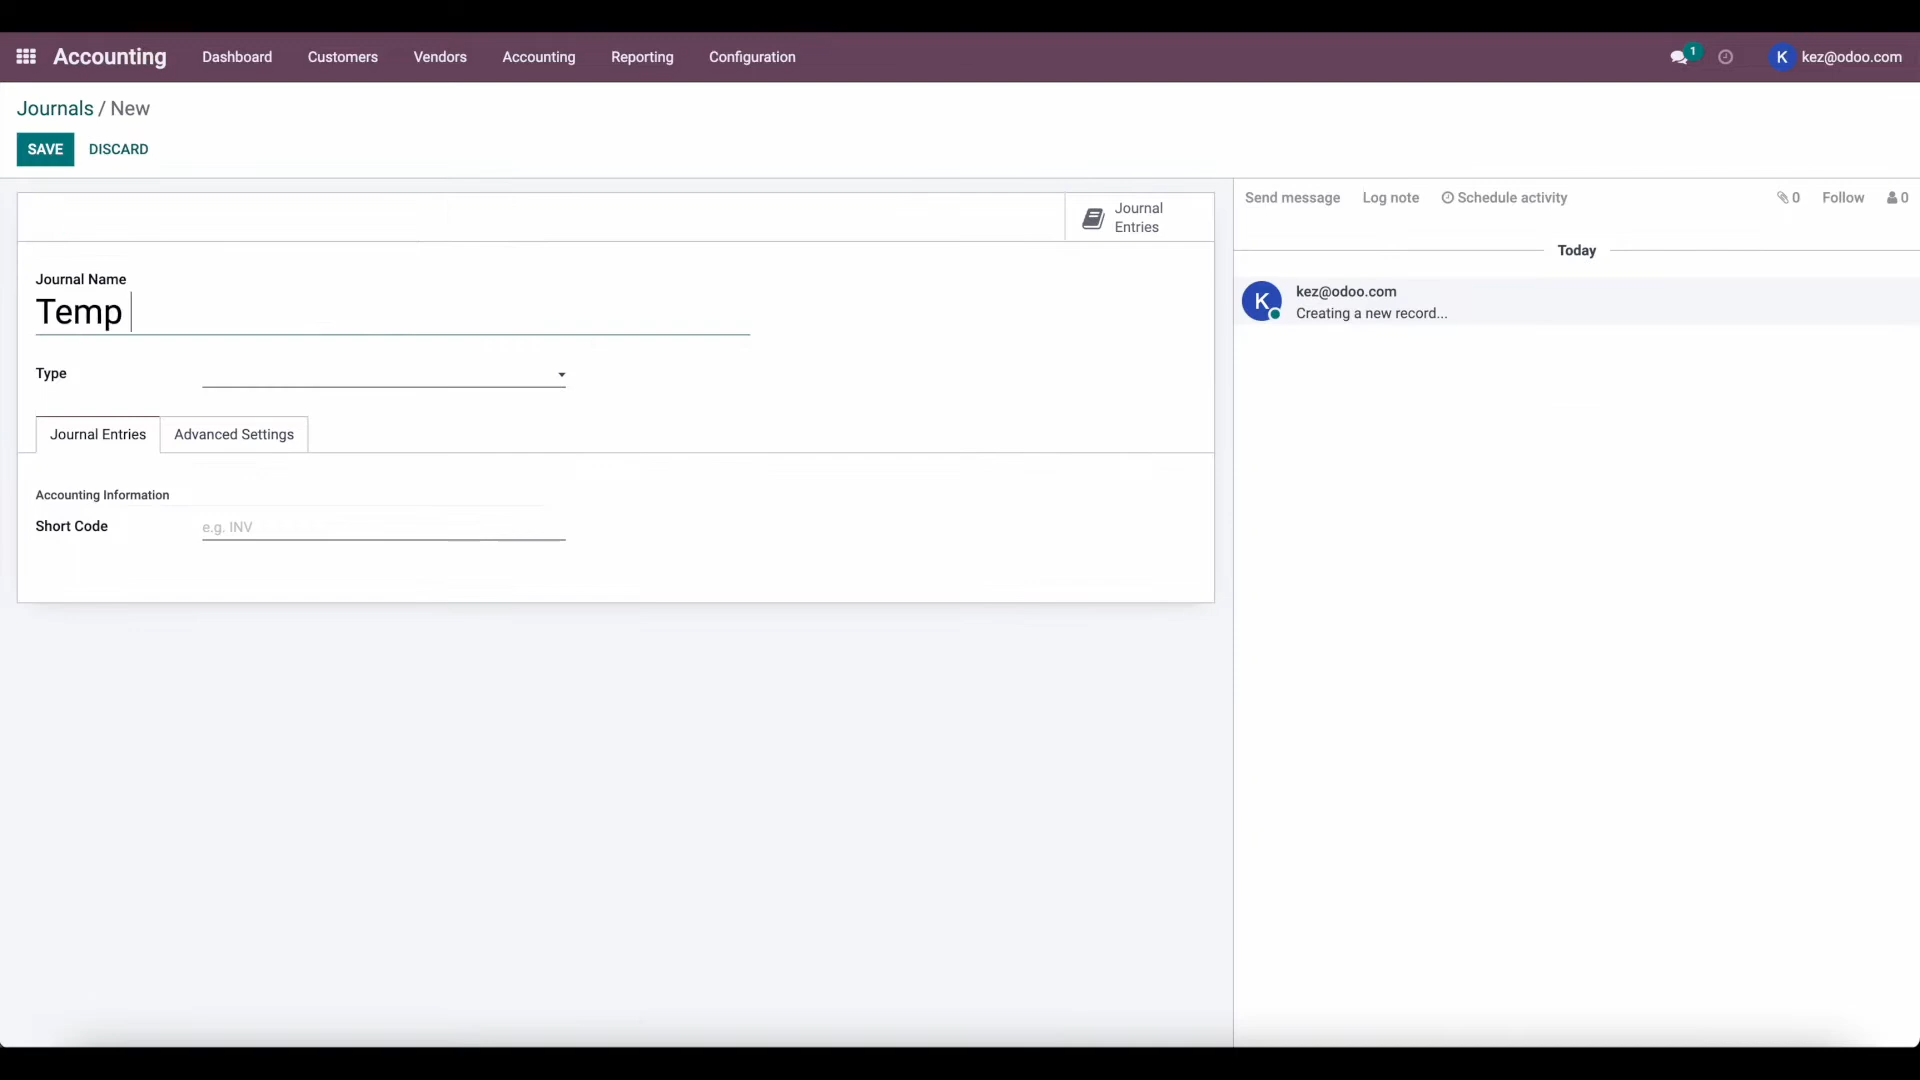 Accounting Dashboard Customers Vendors Accounting Reporting Configuration 1 K kez@odoo.com
Journals / New
SAVE DISCARD
Journal
Entries
Send message Log note Schedule activity 0 Follow 0
Today
Journal Name
Temp
K kez@odoo.com
Creating a new record...
Type
Journal Entries Advanced Settings
Accounting Information
Short Code e.g. INV